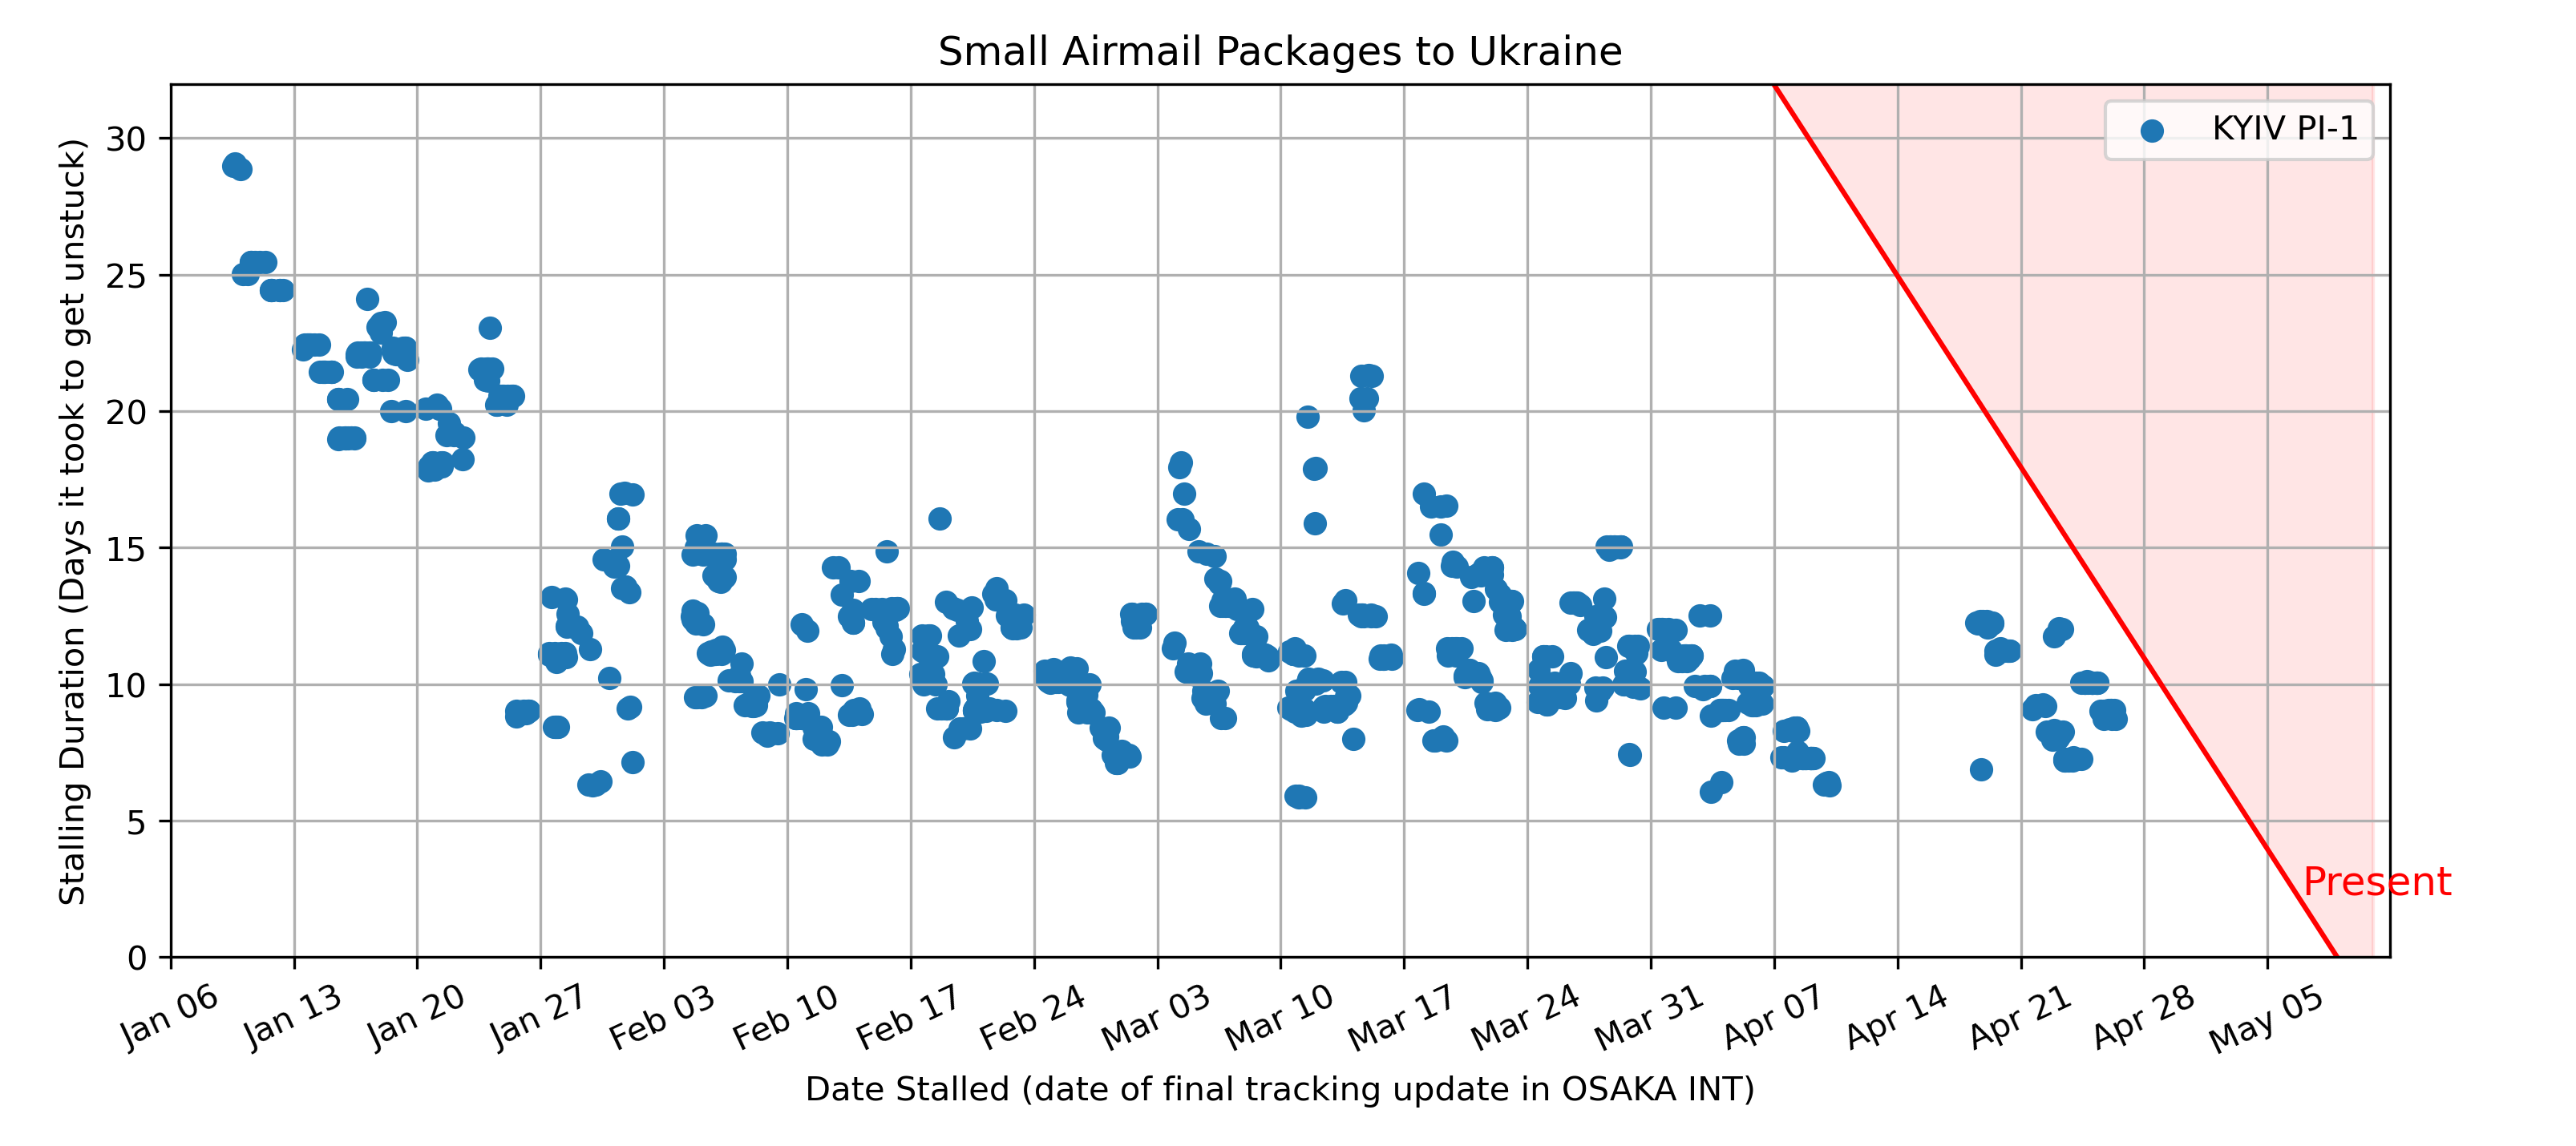 Small Airmail Packages to Ukraine
KYIV PI-1
Stalling Duration (Days it took to get unstuck)
30
25
20
15
10
5
0
Present
Jan 06
Jan 13
Jan 20
Jan 27
Feb 03
Feb 10
Feb 17
Feb 24
Mar 03
Mar 10
Mar 17
Mar 24
Mar 31
Apr 07
Apr 14
Apr 21
Apr 28
May 05
Date Stalled (date of final tracking update in OSAKA INT)